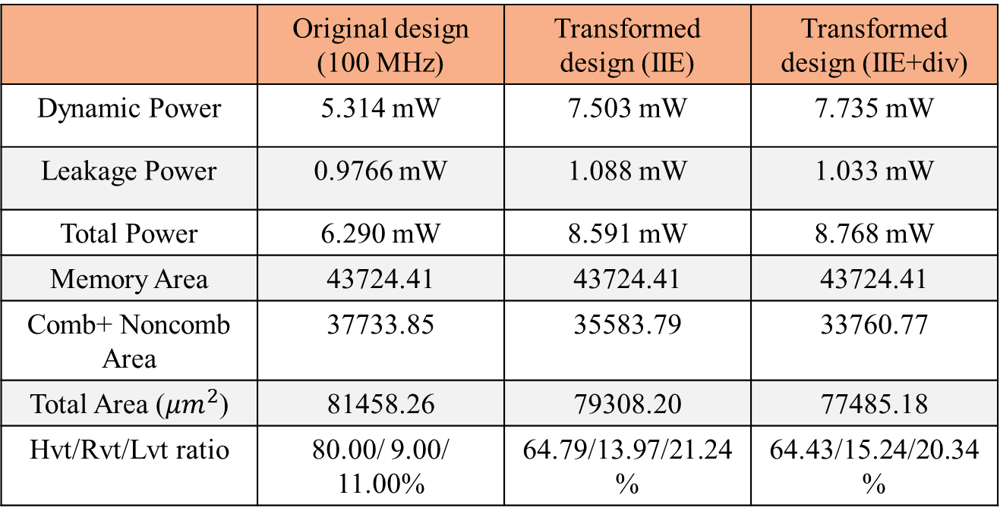 Original design
(100 MHz)
Transformed
design (IIE)
Transformed
design (IIE+div)
Dynamic Power
5.314 mW
7.503 mW
7.735 mW
Leakage Power
0.9766 mW
1.088 mW
1.033 mW
Total Power
6.290 mW
8.591 mW
8.768 mW
Memory Area
43724.41
43724.41
43724.41
Comb+ Noncomb
Area
37733.85
35583.79
33760.77
Total Area (μm²)
81458.26
79308.20
77485.18
Hvt/Rvt/Lvt ratio
80.00/ 9.00/
11.00%
64.79/13.97/21.24
%
64.43/15.24/20.34
%